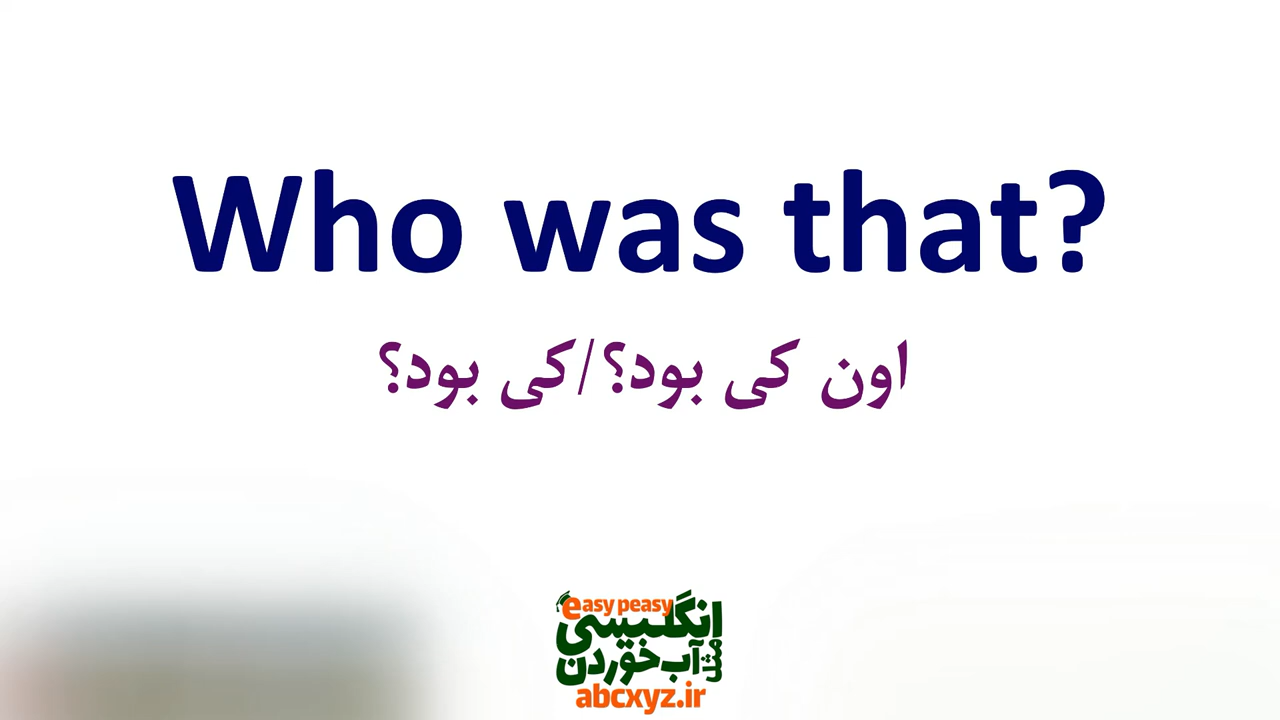 Who was that?
اون کی بود؟/کی بود؟
easy peasy
انگلیسی
مثل آب خوردن
abcxyz.ir